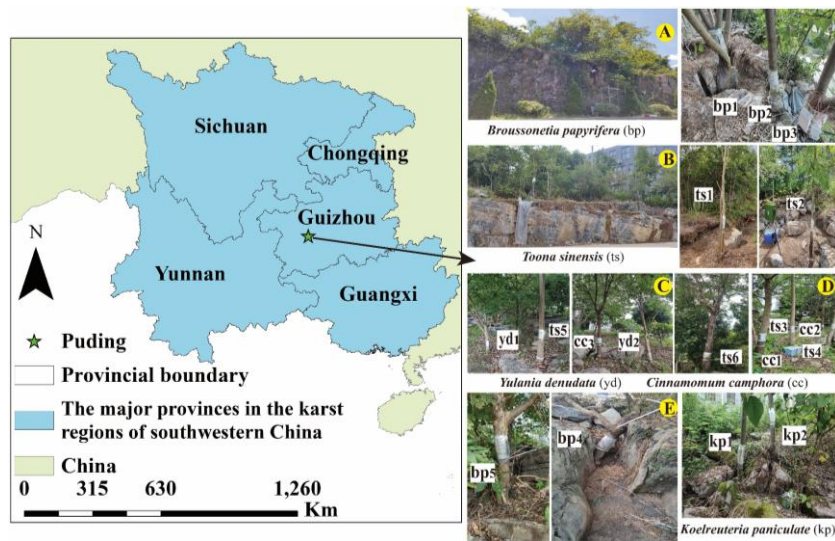 Sichuan
Chongqing
Guizhou
Yunnan
Guangxi
N
Puding
Provincial boundary
The major provinces in the karst
regions of southwestern China
China
0 315 630 1,260
Km
A
bp1
bp2
bp3
Broussonetia papyrifera (bp)
B
ts1
ts2
Toona sinensis (ts)
C
D
yd1
ts5
cc3
yd2
ts6
ts3
cc2
cc1
ts4
Yulania denudata (yd) Cinnamomum camphora (cc)
E
bp5
bp4
kp1
kp2
Koelreuteria paniculate (kp)